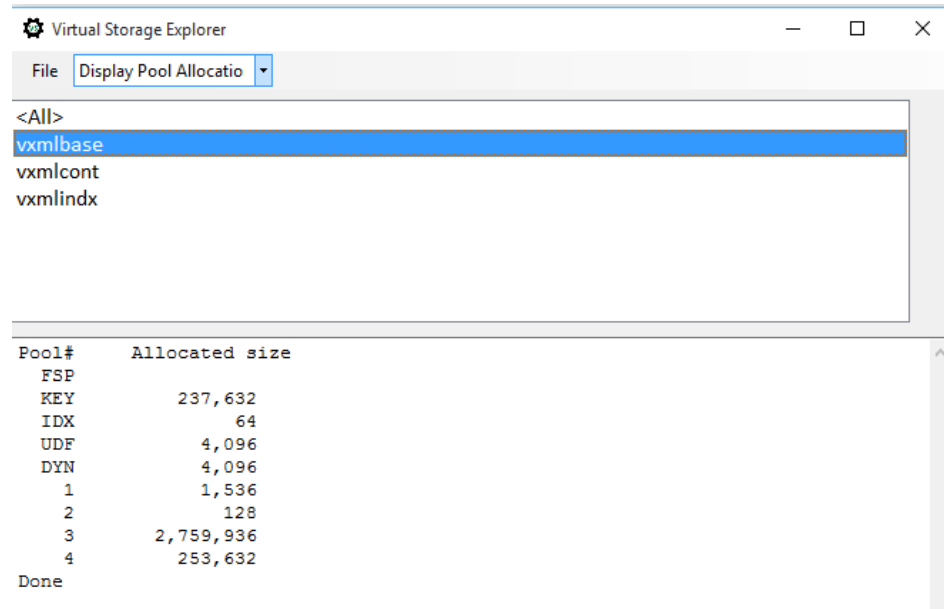 Virtual Storage Explorer
File Display Pool Allocatio
<All>
vxmlbase
vxmlcont
vxmlindx
Pool# Allocated size
FSP
KEY 237,632
IDX 64
UDF 4,096
DYN 4,096
1 1,536
2 128
3 2,759,936
4 253,632
Done